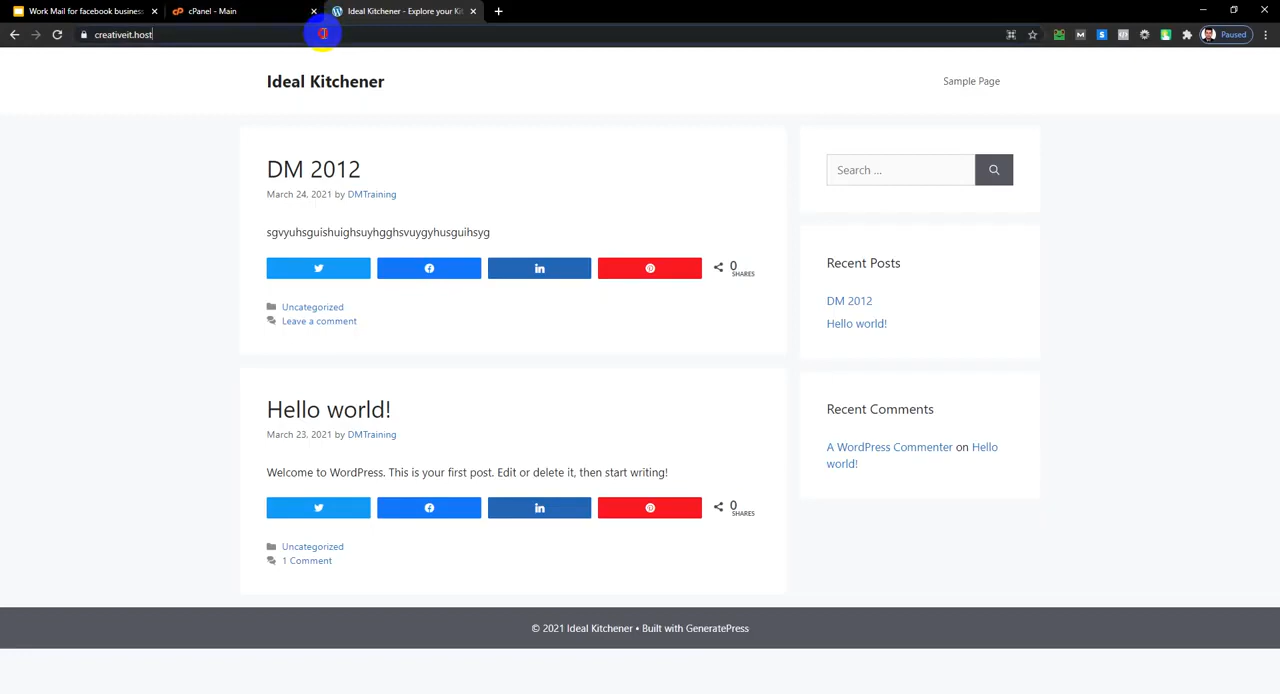 Work Mail for facebook business
cPanel - Main
Ideal Kitchener - Explore your Kit
creativeit.host
Paused
Ideal Kitchener
Sample Page
DM 2012
March 24, 2021 by DMTraining
sgvyuhsguishuighsuyhgghsvuygyhusguihsyg
0
SHARES
Uncategorized
Leave a comment
Hello world!
March 23, 2021 by DMTraining
Welcome to WordPress. This is your first post. Edit or delete it, then start writing!
0
SHARES
Uncategorized
1 Comment
Search ...
Recent Posts
DM 2012
Hello world!
Recent Comments
A WordPress Commenter on Hello
world!
© 2021 Ideal Kitchener • Built with GeneratePress